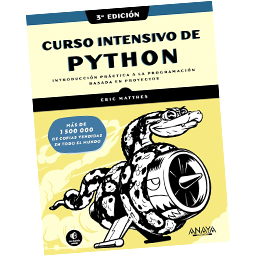 3ª EDICIÓN
CURSO INTENSIVO DE
PYTHON
INTRODUCCIÓN PRÁCTICA A LA PROGRAMACIÓN
BASADA EN PROYECTOS
ERIC MATTHES
MÁS DE
1 500 000
DE COPIAS VENDIDAS
EN TODO EL MUNDO
ANAYA